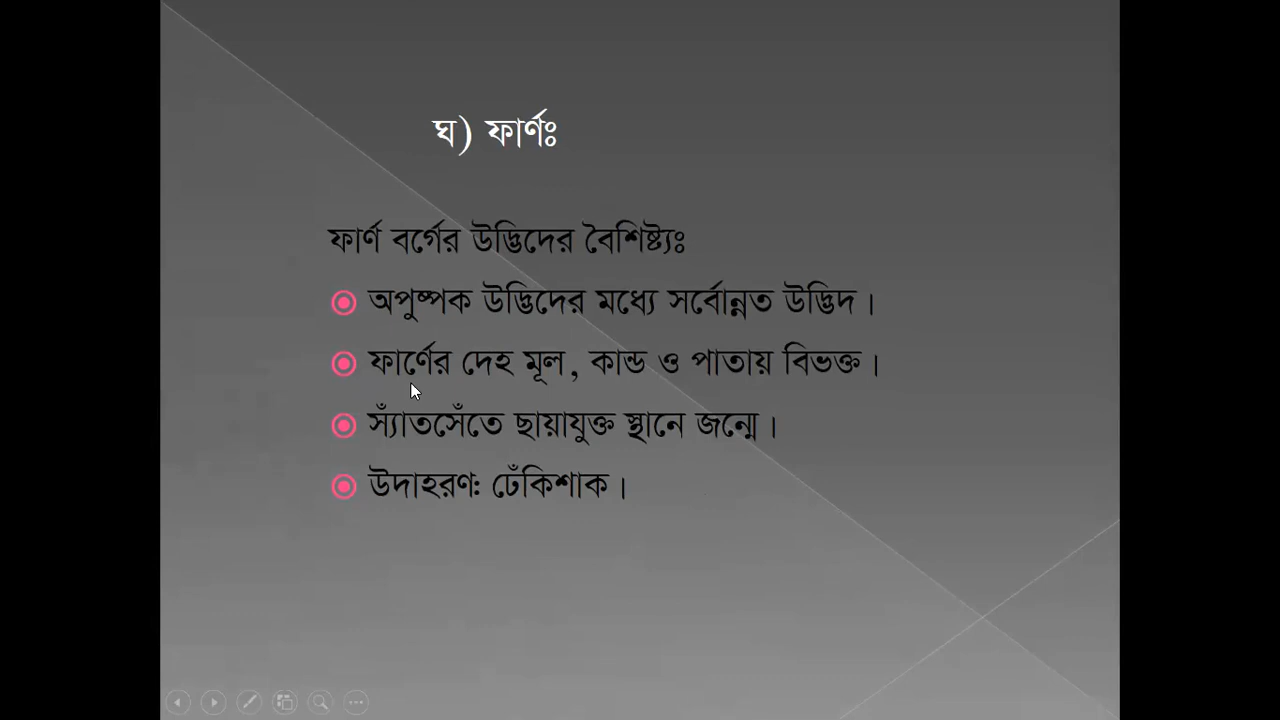 ঘ) ফার্ণঃ
ফার্ণ বর্গের উদ্ভিদের বৈশিষ্ট্যঃ
অপুষ্পক উদ্ভিদের মধ্যে সর্বোন্নত উদ্ভিদ।
ফার্ণের দেহ মূল, কান্ড ও পাতায় বিভক্ত।
স্যাঁতসেঁতে ছায়াযুক্ত স্থানে জন্মে।
উদাহরণ: ঢেঁকিশাক।